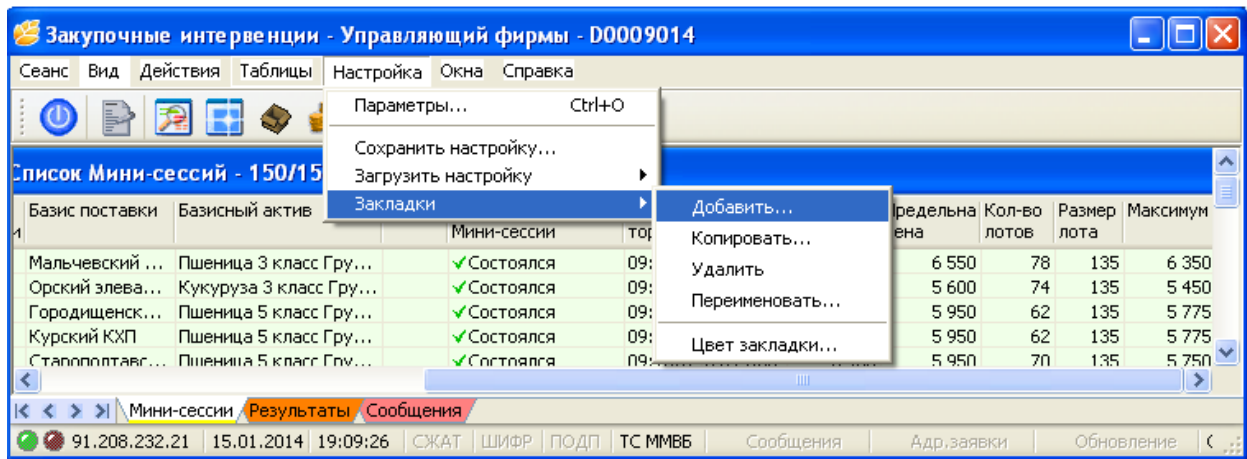 Закупочные интервенции - Управляющий фирмы - D0009014
Сеанс Вид Действия Таблицы Настройка Окна Справка
Параметры... Ctrl+O
Сохранить настройку...
Загрузить настройку
Закладки
Добавить...
Копировать...
Удалить
Переименовать...
Цвет закладки...
Список Мини-сессий - 150/15
Базис поставки Базисный актив Мини-сессии Кол-во лотов Размер лота Максимум
Мальчевский ... Пшеница 3 класс Гру... Состоялся 09: 6 550 78 135 6 350
Орский элева... Кукуруза 3 класс Гру... Состоялся 09: 5 600 74 135 5 450
Городищенск... Пшеница 5 класс Гру... Состоялся 09: 5 950 62 135 5 775
Курский КХП Пшеница 5 класс Гру... Состоялся 09: 5 950 62 135 5 775
Старополтавс... Пшеница 5 класс Гру... Состоялся 09: 5 950 70 135 5 750
Мини-сессии Результаты Сообщения
91.208.232.21 15.01.2014 19:09:26 СЖАТ ШИФР ПОДП ТС ММВБ Сообщения Адр.заявки Обновление